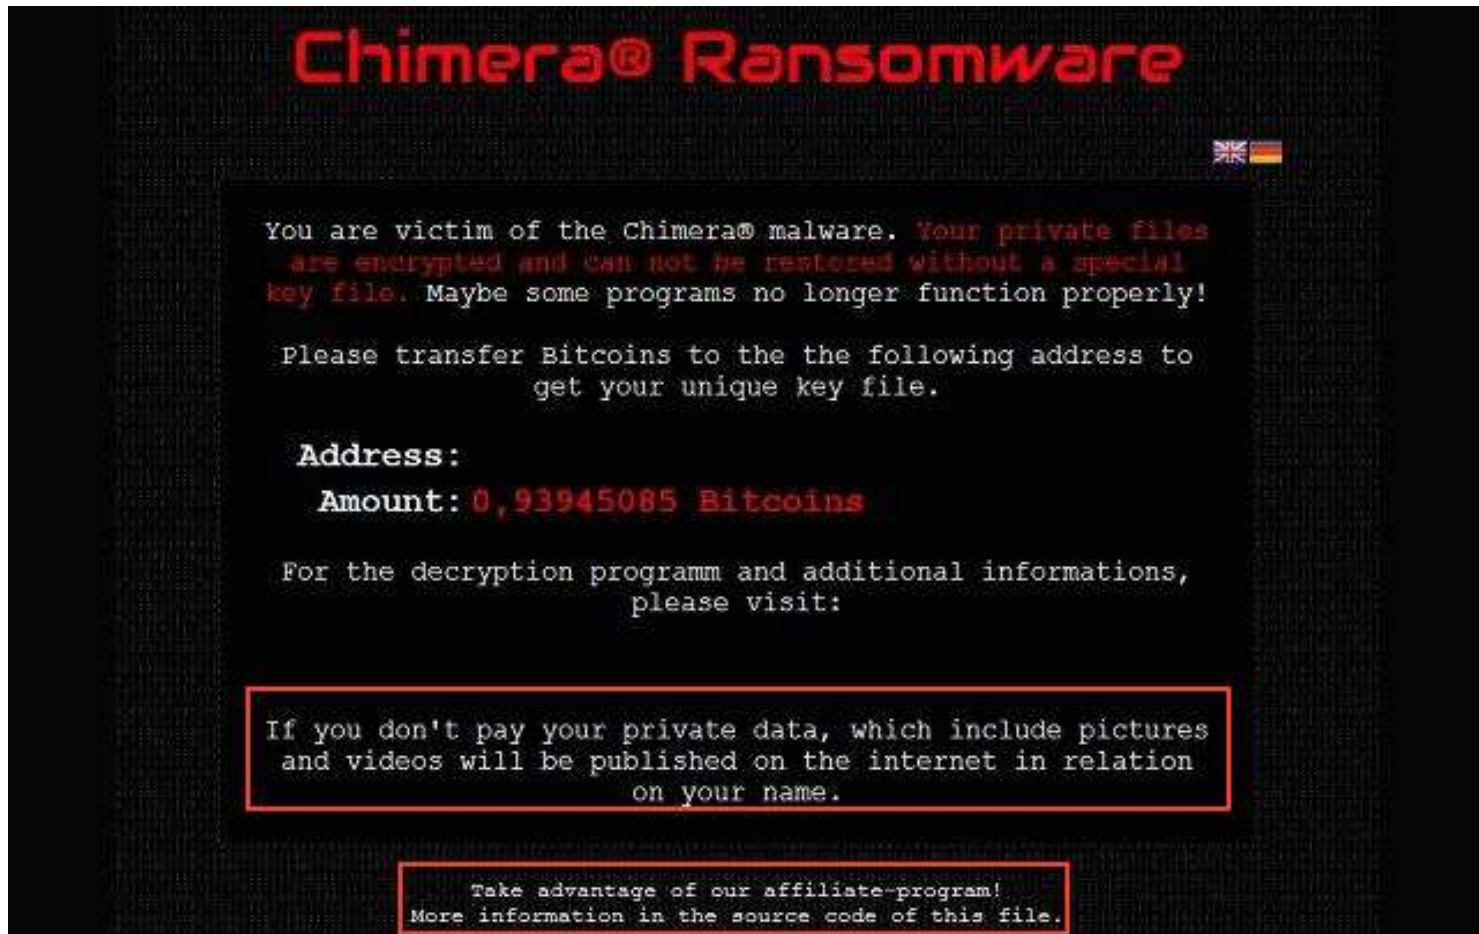 Chimera® Ransomware
You are victim of the Chimera® malware. Your private files
are encrypted and can not be restored without a special
key file. Maybe some programs no longer function properly!
Please transfer Bitcoins to the the following address to
get your unique key file.
Address:
Amount: 0,93945085 Bitcoins
For the decryption programm and additional informations,
please visit:
If you don't pay your private data, which include pictures
and videos will be published on the internet in relation
on your name.
Take advantage of our affiliate-program!
More information in the source code of this file.